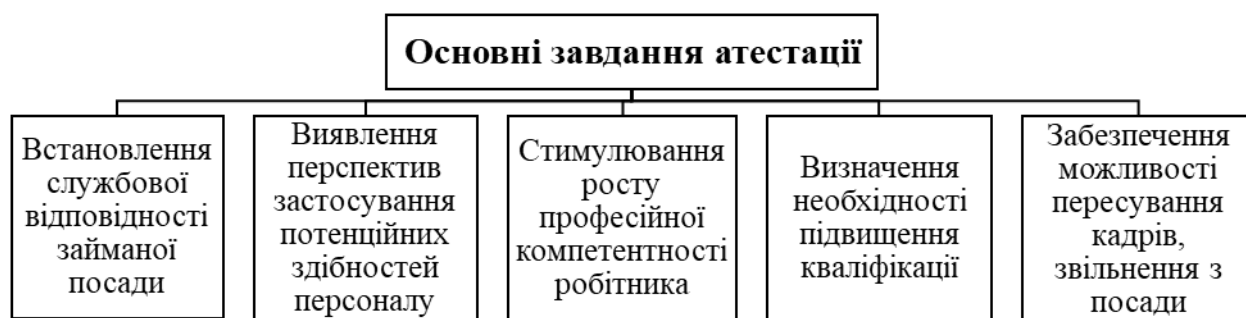 Основні завдання атестації
Встановлення
службової
відповідності
займаної
посади
Виявлення
перспектив
застосування
потенційних
здібностей
персоналу
Стимулювання
росту
професійної
компетентності
робітника
Визначення
необхідності
підвищення
кваліфікації
Забезпечення
можливості
пересування
кадрів,
звільнення з
посади